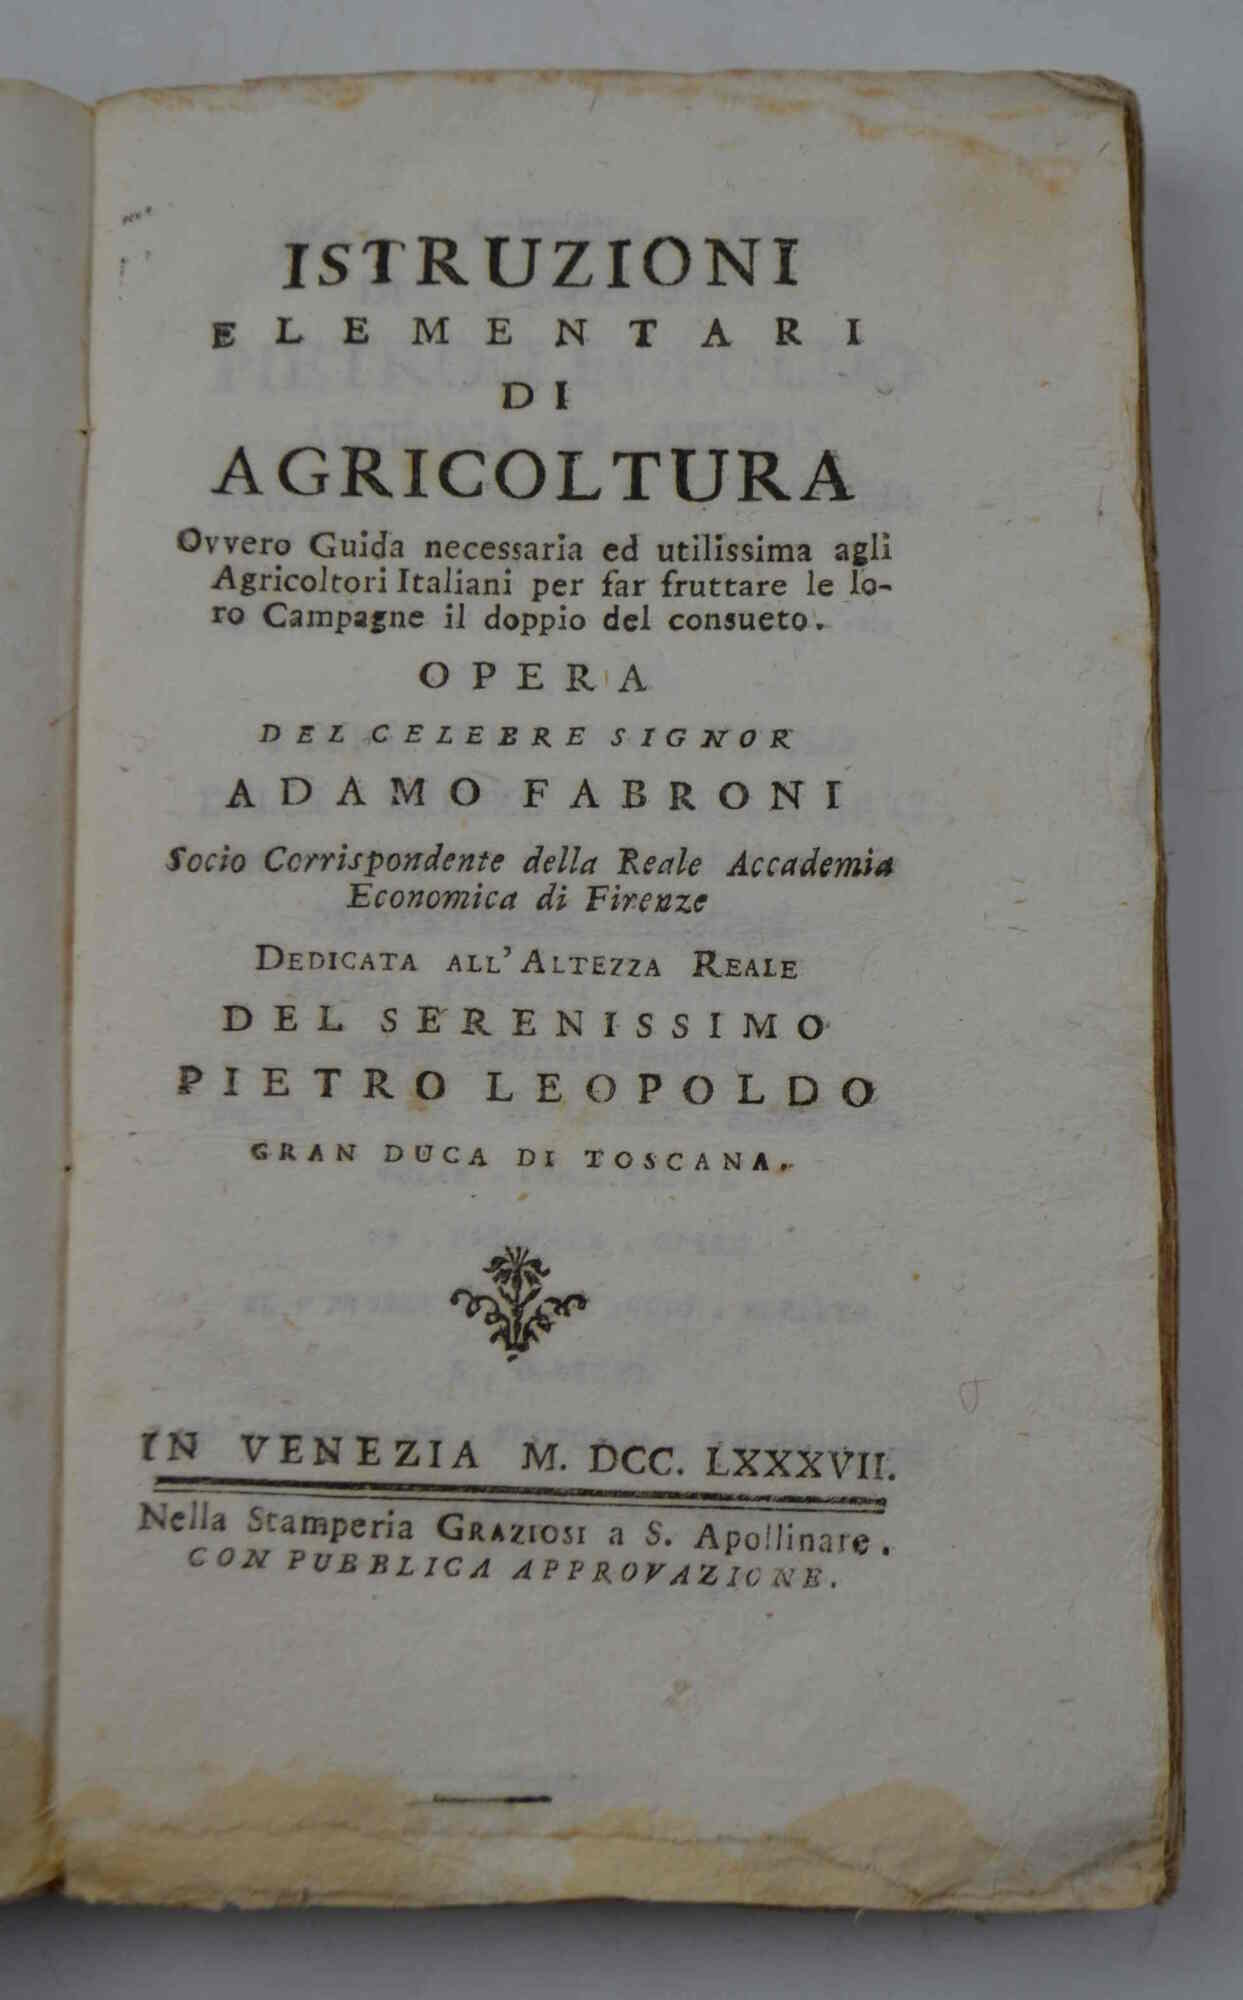 ISTRUZIONI
ELEMENTARI
DI
AGRICOLTURA
Ovvero Guida necessaria ed utilissima agli
Agricoltori Italiani per far fruttare le lo-
ro Campagne il doppio del consueto.
OPERA
DEL CELEBRE SIGNOR
ADAMO FABRONI
Socio Corrispondente della Reale Accademia
Economica di Firenze
DEDICATA ALL'ALTEZZA REALE
DEL SERENISSIMO
PIETRO LEOPOLDO
GRAN DUCA DI TOSCANA.
IN VENEZIA M. DCC. LXXXVII.
Nella Stamperia GRAZIOSI a S. Apollinare.
CON PUBBLICA APPROVAZIONE.